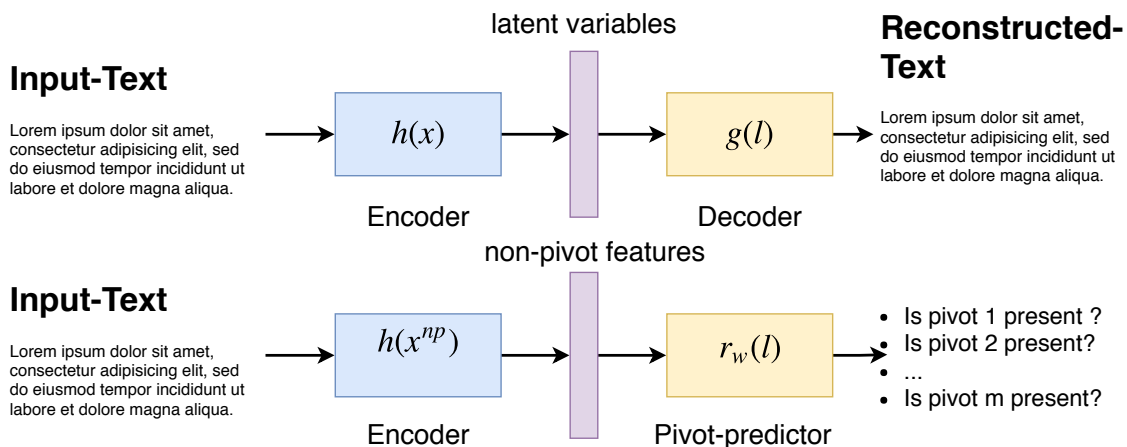 latent variables
Reconstructed-
Text
Input-Text
Lorem ipsum dolor sit amet,
consectetur adipisicing elit, sed
do eiusmod tempor incididunt ut
labore et dolore magna aliqua.
h(x)
g(l)
Lorem ipsum dolor sit amet,
consectetur adipisicing elit, sed
do eiusmod tempor incididunt ut
labore et dolore magna aliqua.
Encoder
Decoder
non-pivot features
Input-Text
Lorem ipsum dolor sit amet,
consectetur adipisicing elit, sed
do eiusmod tempor incididunt ut
labore et dolore magna aliqua.
h(x^{np})
r_w(l)
• Is pivot 1 present ?
• Is pivot 2 present?
• ...
• Is pivot m present?
Encoder
Pivot-predictor